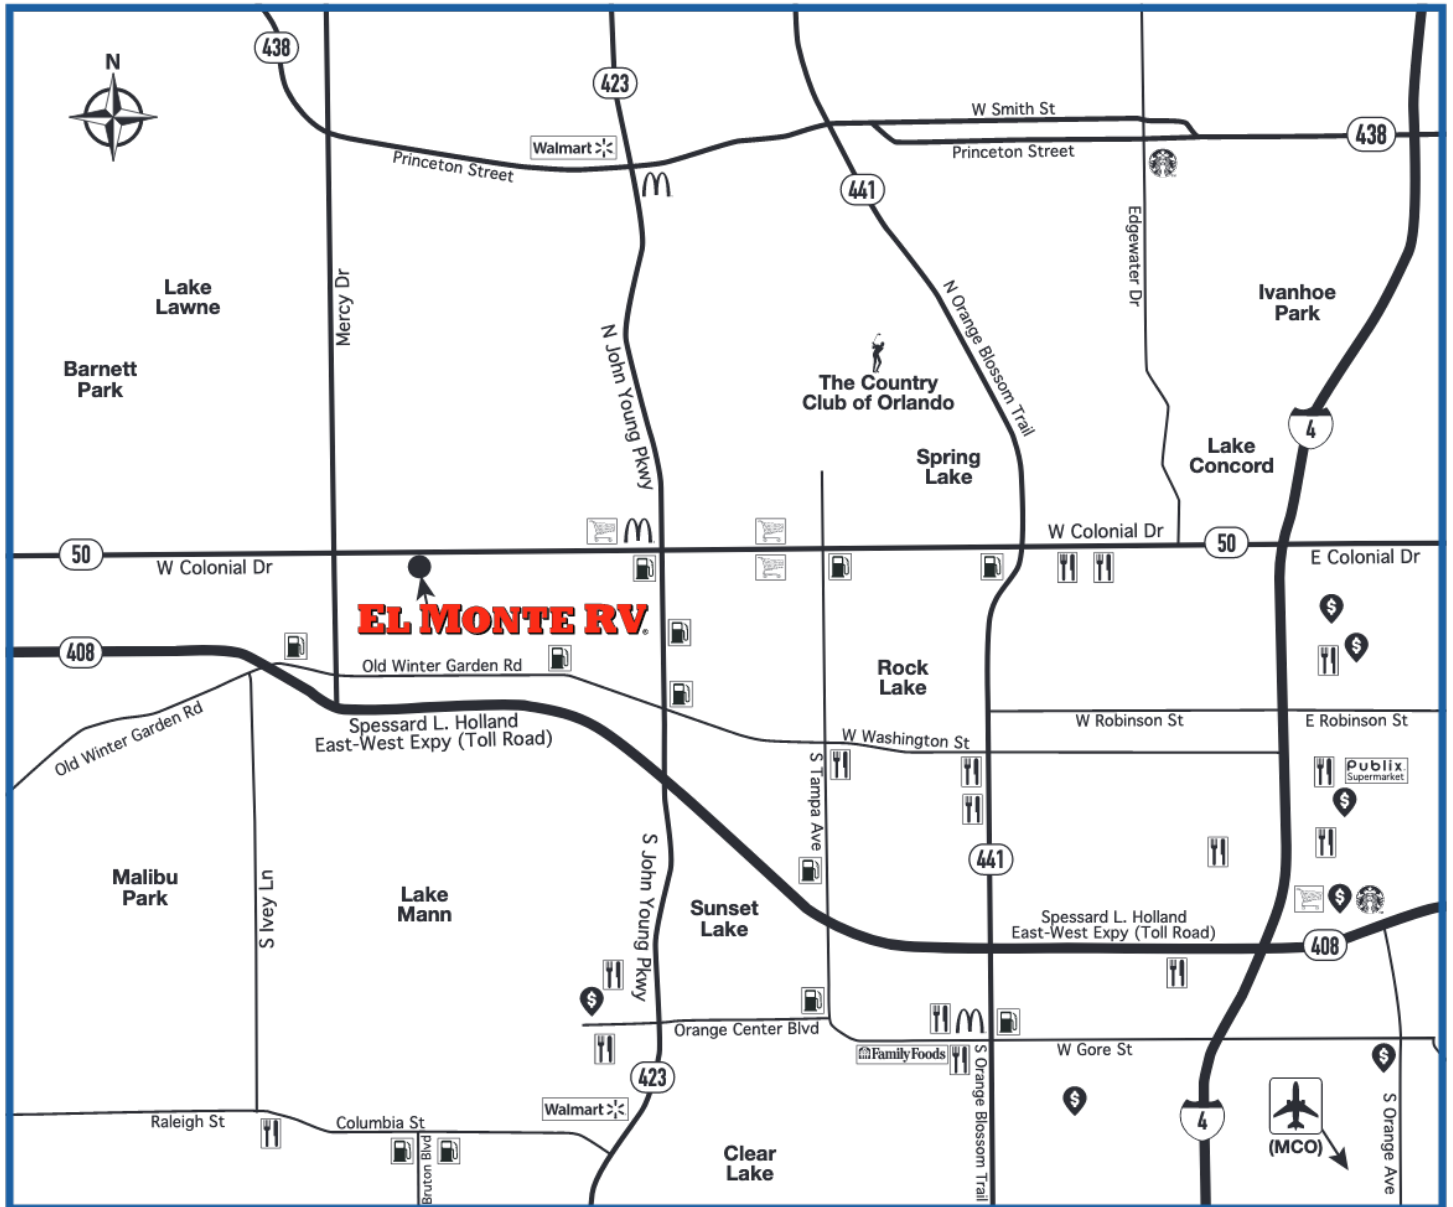 438
423
N
W Smith St
438
Walmart
Princeton Street
Princeton Street
441
Edgewater Dr
Mercy Dr
Lake
Lawne
Ivanhoe
Park
N Orange Blossom Trail
N John Young Pkwy
Barnett
Park
The Country
Club of Orlando
4
Spring
Lake
Lake
Concord
50
W Colonial Dr
W Colonial Dr
50
E Colonial Dr
EL MONTE RV®
408
Old Winter Garden Rd
Rock
Lake
Old Winter Garden Rd
Spessard L. Holland
East-West Expy (Toll Road)
W Robinson St
E Robinson St
W Washington St
S Tampa Ave
Publix
Supermarket
S John Young Pkwy
441
Malibu
Park
S Ivey Ln
Lake
Mann
Sunset
Lake
Spessard L. Holland
East-West Expy (Toll Road)
408
Orange Center Blvd
FamilyFoods
W Gore St
S Orange Blossom Trail
423
Walmart
Raleigh St
Columbia St
Bruton Blvd
4
(MCO)
S Orange Ave
Clear
Lake